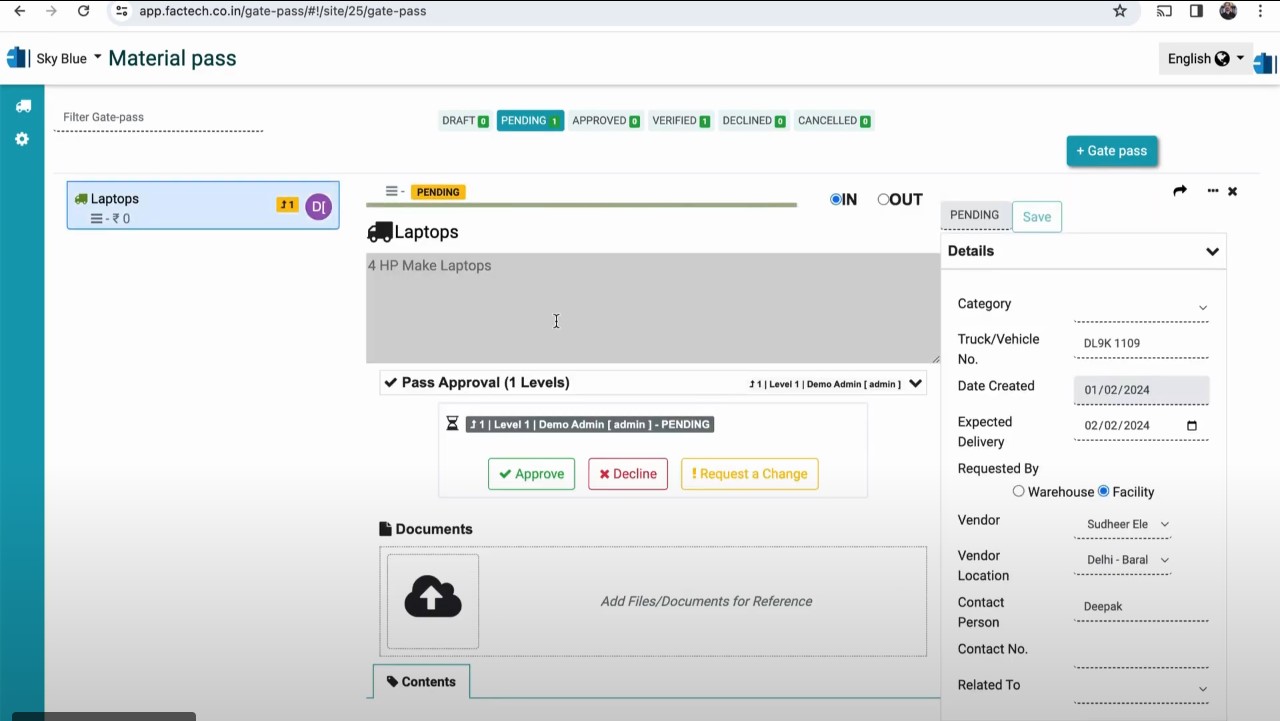 app.factech.co.in/gate-pass/#!/site/25/gate-pass
Sky Blue Material pass
English
Filter Gate-pass
DRAFT 0 PENDING 1 APPROVED 0 VERIFIED 1 DECLINED 0 CANCELLED 0
+ Gate pass
Laptops
- ₹ 0
1 D[
- PENDING
IN OUT
Laptops
4 HP Make Laptops
Pass Approval (1 Levels) 1 | Level 1 | Demo Admin [ admin ]
1 | Level 1 | Demo Admin [ admin ] - PENDING
Approve Decline ! Request a Change
Documents
Add Files/Documents for Reference
Contents
PENDING Save
Details
Category
Truck/Vehicle No. DL9K 1109
Date Created 01/02/2024
Expected Delivery 02/02/2024
Requested By
Warehouse Facility
Vendor Sudheer Ele
Vendor Location Delhi - Baral
Contact Person Deepak
Contact No.
Related To